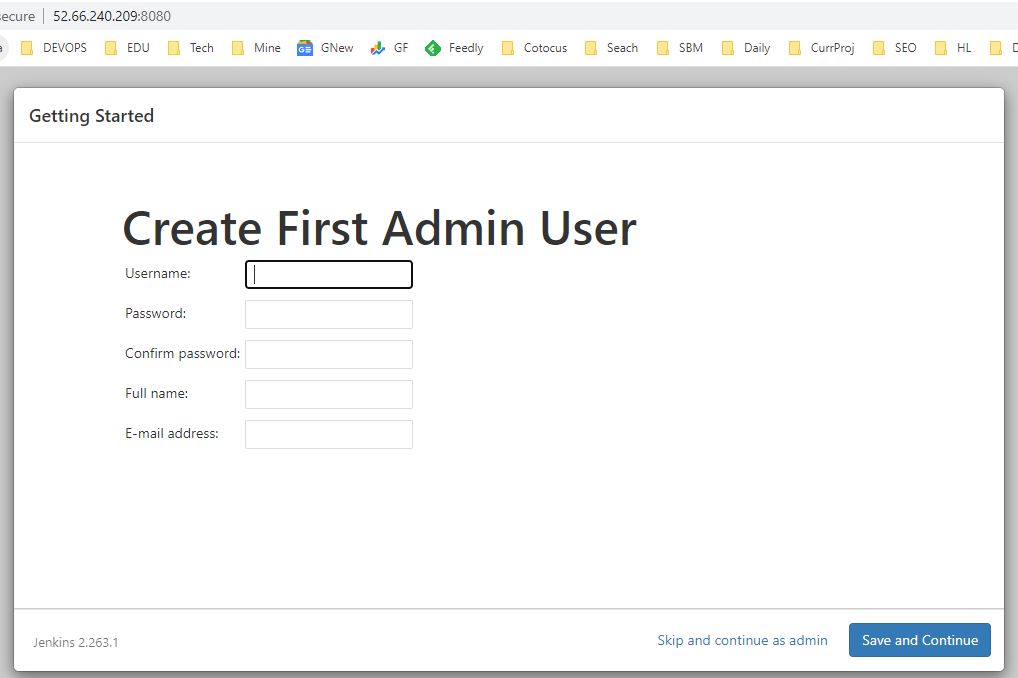 ecure 52.66.240.209:8080
DEVOPS EDU Tech Mine GNew GF Feedly Cotocus Seach SBM Daily CurrProj SEO HL
Getting Started
Create First Admin User
Username:
Password:
Confirm password:
Full name:
E-mail address:
Jenkins 2.263.1 Skip and continue as admin Save and Continue